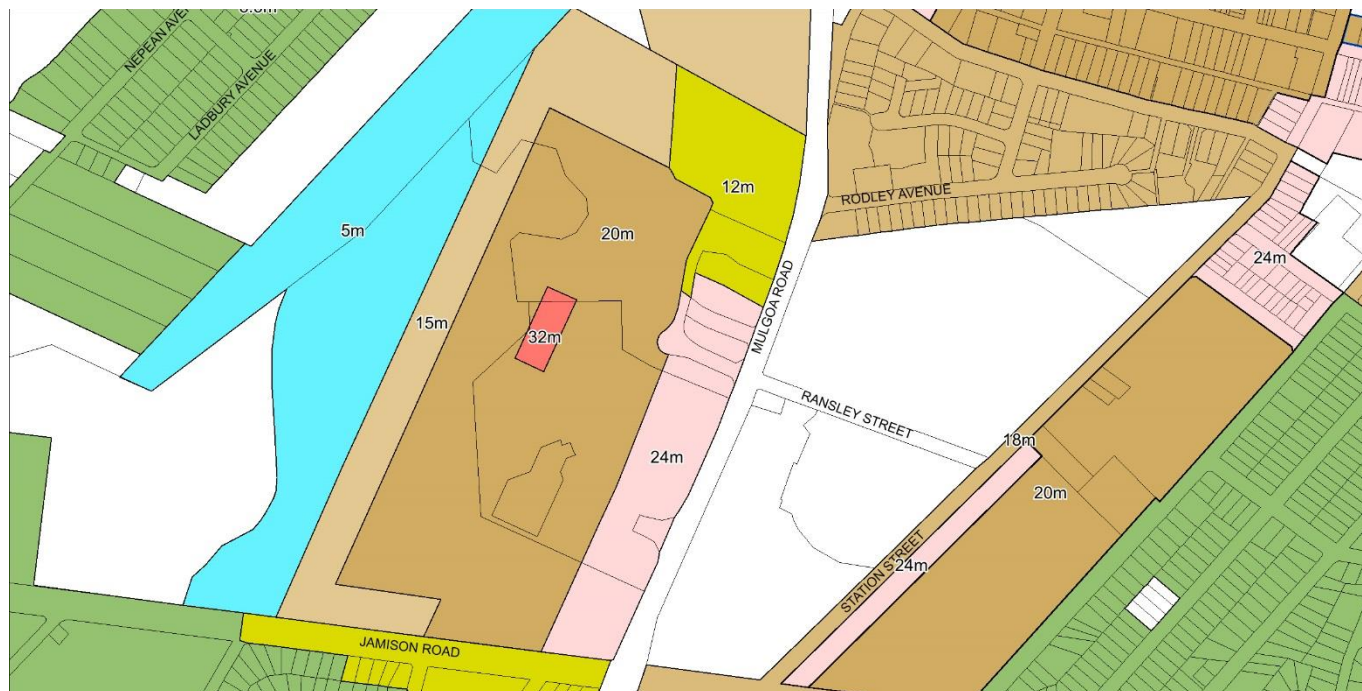 NEPEAN AVE
LADBURY AVENUE
5m
15m
20m
32m
12m
24m
MULGOA ROAD
RODLEY AVENUE
24m
RANSLEY STREET
18m
20m
24m
STATION STREET
JAMISON ROAD